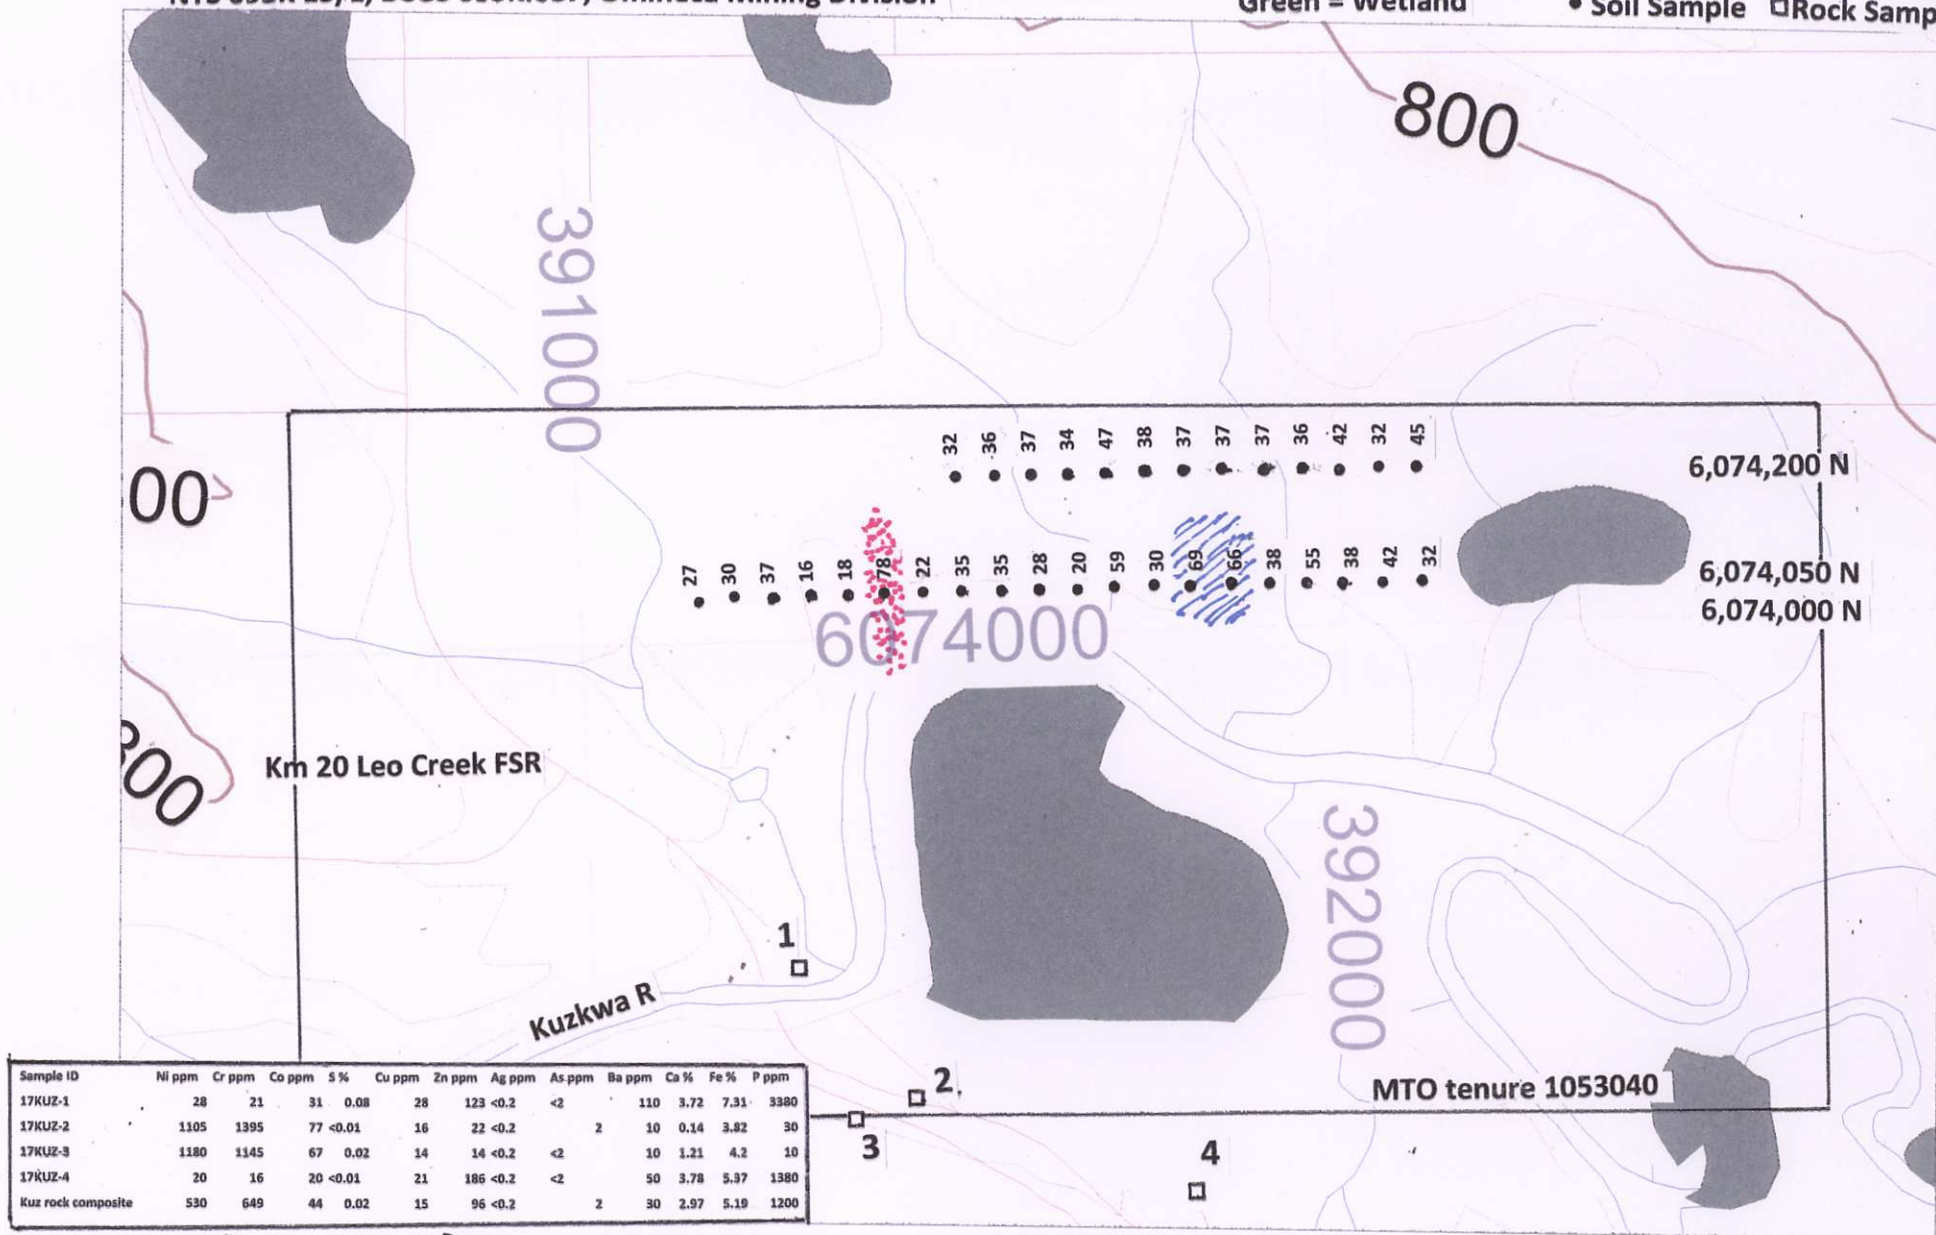 Green = Wetland
• Soil Sample
Rock Samp
800
3910000
32 36 37 34 47 38 37 37 37 36 42 32 45
6,074,200 N
00
27 30 37 16 18 78 22 35 35 28 20 59 30 69 66 38 55 38 42 32
6,074,050 N
6,074,000 N
6074000
800
Km 20 Leo Creek FSR
3920000
1
Kuzkwa R
2
MTO tenure 1053040
3
4
Sample ID Ni ppm Cr ppm Co ppm S % Cu ppm Zn ppm Ag ppm As ppm Ba ppm Ca % Fe % P ppm
17KUZ-1 28 21 31 0.08 28 123 <0.2 <2 110 3.72 7.31 3380
17KUZ-2 1105 1395 77 <0.01 16 22 <0.2 2 10 0.14 3.82 30
17KUZ-3 1180 1145 67 0.02 14 14 <0.2 <2 10 1.21 4.2 10
17KUZ-4 20 16 20 <0.01 21 186 <0.2 <2 50 3.78 5.97 1380
Kuz rock composite 530 649 44 0.02 15 96 <0.2 2 30 2.97 5.19 1200